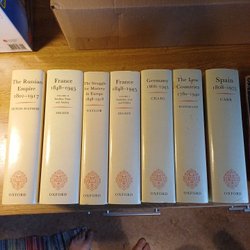 The Russian
Empire
1801-1917
SETON-WATSON
OXFORD
France
1848-1945
ZELDIN
OXFORD
The Struggle
for Mastery
in Europe
1848-1918
TAYLOR
OXFORD
France
1848-1945
ZELDIN
OXFORD
Germany
1866-1945
CRAIG
OXFORD
The Low
Countries
1780-1940
KOSSMANN
OXFORD
Spain
1808-1975
CARR
OXFORD